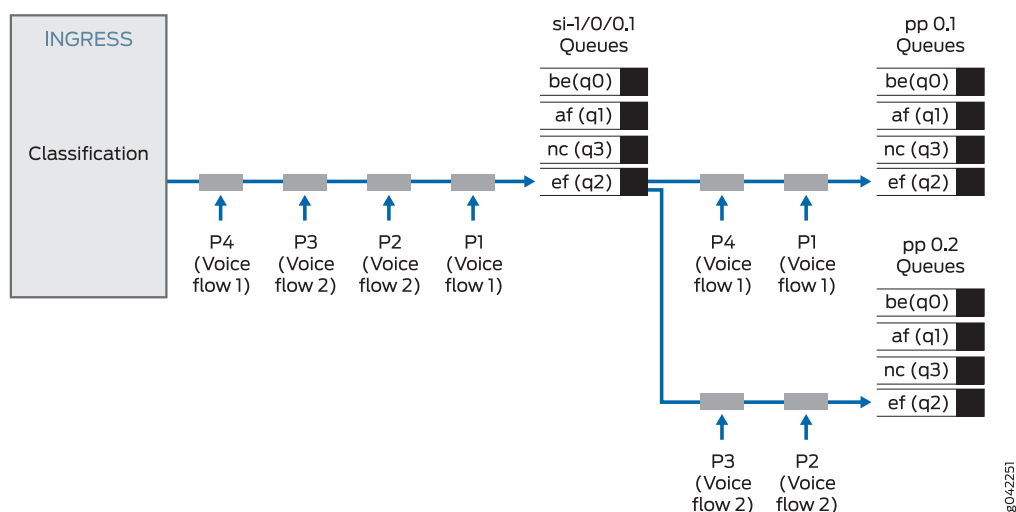 INGRESS
Classification
P4
(Voice
flow 1)
P3
(Voice
flow 2)
P2
(Voice
flow 2)
P1
(Voice
flow 1)
si-1/0/0.1
Queues
be(q0)
af (q1)
nc (q3)
ef (q2)
P4
(Voice
flow 1)
P1
(Voice
flow 1)
pp 0.1
Queues
be(q0)
af (q1)
nc (q3)
ef (q2)
P3
(Voice
flow 2)
P2
(Voice
flow 2)
pp 0.2
Queues
be(q0)
af (q1)
nc (q3)
ef (q2)
g042251